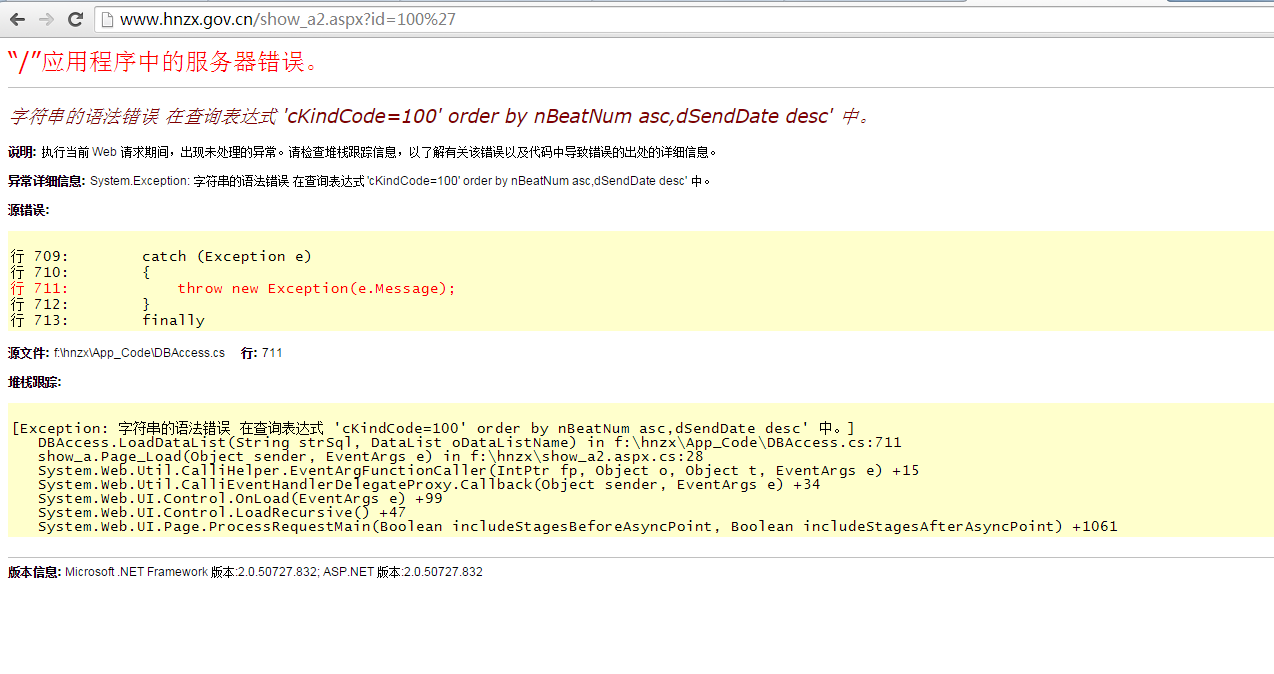 www.hnzx.gov.cn/show_a2.aspx?id=100%27
“/”应用程序中的服务器错误。
字符串的语法错误 在查询表达式 'cKindCode=100' order by nBeatNum asc,dSendDate desc' 中。
说明: 执行当前 Web 请求期间，出现未处理的异常。请检查堆栈跟踪信息，以了解有关该错误以及代码中导致错误的出处的详细信息。
异常详细信息: System.Exception: 字符串的语法错误 在查询表达式 'cKindCode=100' order by nBeatNum asc,dSendDate desc' 中。
源错误:
行 709:        catch (Exception e)
行 710:        {
行 711:            throw new Exception(e.Message);
行 712:        }
行 713:        finally
源文件: f:\hnzx\App_Code\DBAccess.cs    行: 711
堆栈跟踪:
[Exception: 字符串的语法错误 在查询表达式 'cKindCode=100' order by nBeatNum asc,dSendDate desc' 中。]
   DBAccess.LoadDataList(String strSql, DataList oDataListName) in f:\hnzx\App_Code\DBAccess.cs:711
   show_a.Page_Load(Object sender, EventArgs e) in f:\hnzx\show_a2.aspx.cs:28
   System.Web.Util.CalliHelper.EventArgFunctionCaller(IntPtr fp, Object o, Object t, EventArgs e) +15
   System.Web.Util.CalliEventHandlerDelegateProxy.Callback(Object sender, EventArgs e) +34
   System.Web.UI.Control.OnLoad(EventArgs e) +99
   System.Web.UI.Control.LoadRecursive() +47
   System.Web.UI.Page.ProcessRequestMain(Boolean includeStagesBeforeAsyncPoint, Boolean includeStagesAfterAsyncPoint) +1061
版本信息: Microsoft .NET Framework 版本:2.0.50727.832; ASP.NET 版本:2.0.50727.832